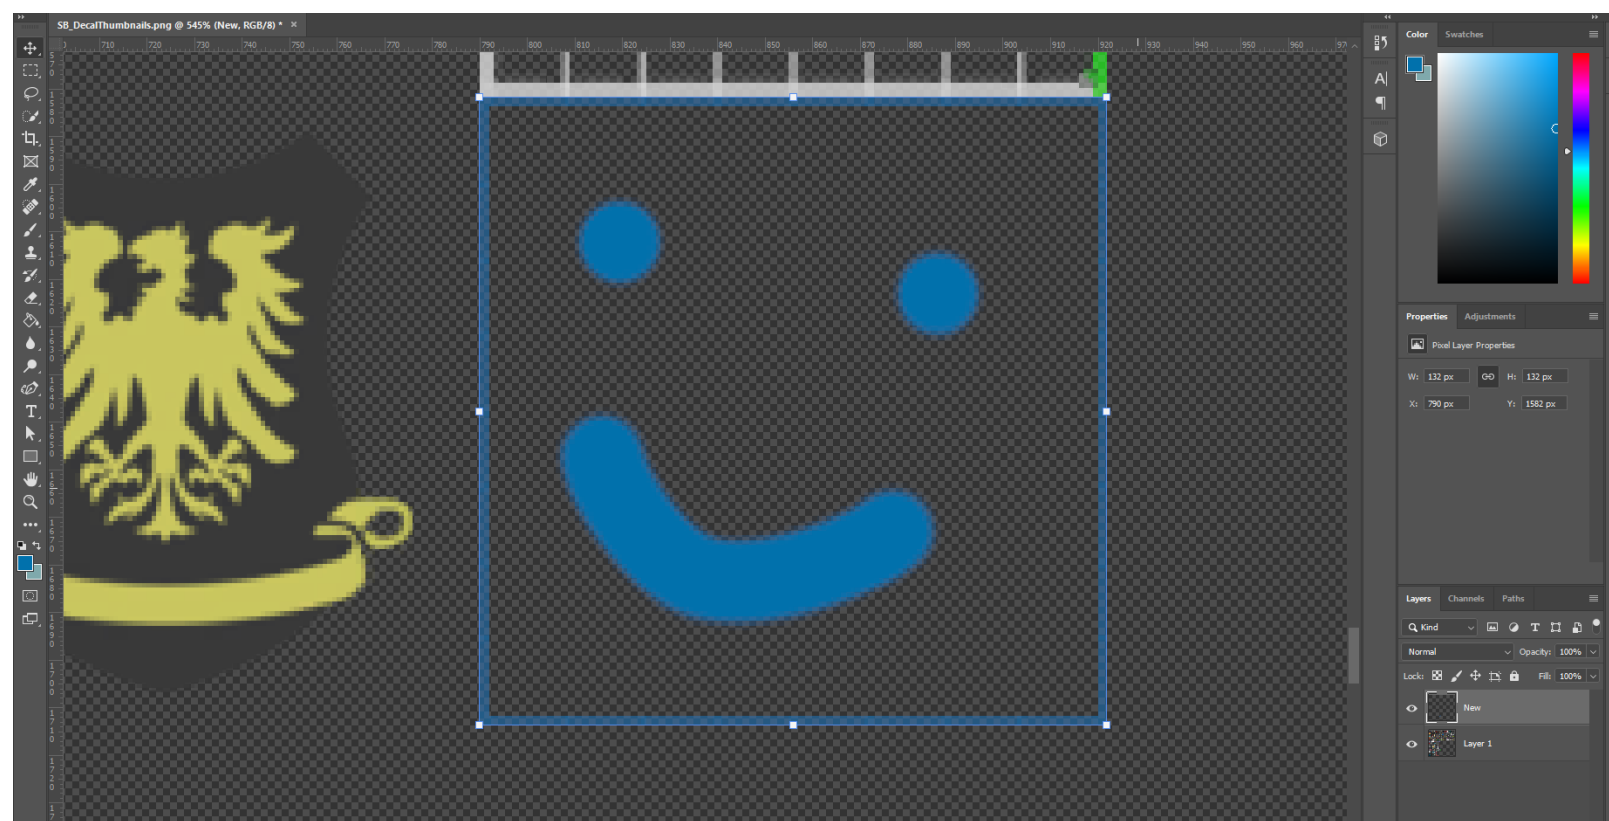 SB_DecalThumbnails.png @ 545% (New, RGB/8) * ×
710 720 730 740 750 760 770 780 790 800 810 820 830 840 850 860 870 880 890 900 910 920 930 940 950 960
Color Swatches
Properties Adjustments
Pixel Layer Properties
W: 132 px H: 132 px
X: 790 px Y: 1582 px
Layers Channels Paths
Kind
Normal Opacity: 100%
Lock: Fill: 100%
New
Layer 1